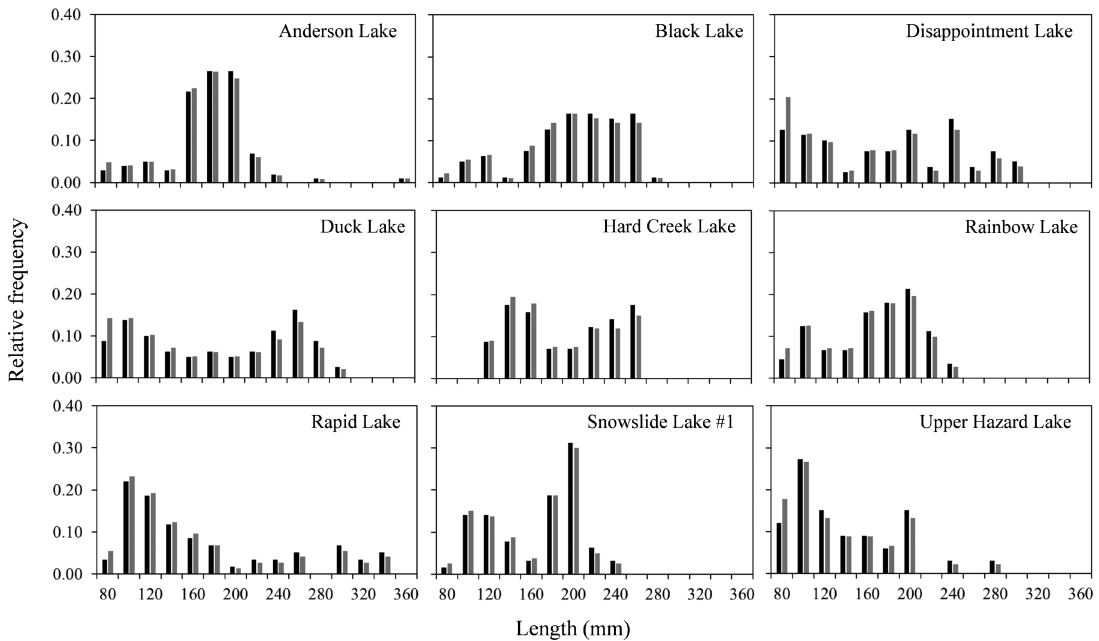 0.40
0.30
0.20
0.10
0.00
Anderson Lake
Black Lake
Disappointment Lake
0.40
0.30
0.20
0.10
0.00
Duck Lake
Hard Creek Lake
Rainbow Lake
Relative frequency
0.40
0.30
0.20
0.10
0.00
Rapid Lake
Snowslide Lake #1
Upper Hazard Lake
80 120 160 200 240 280 320 360
80 120 160 200 240 280 320 360
80 120 160 200 240 280 320 360
Length (mm)